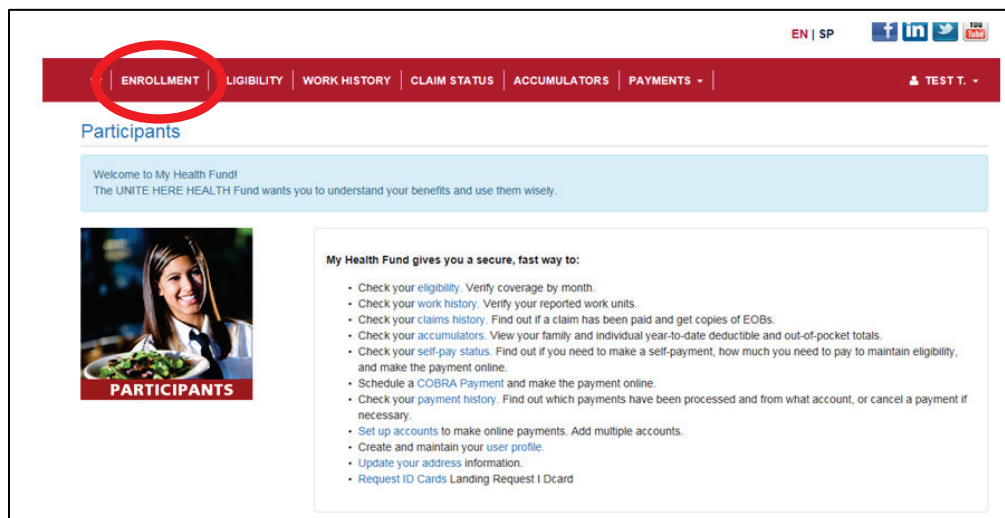 EN | SP
f in You Tube
ENROLLMENT LIGIBILITY WORK HISTORY CLAIM STATUS ACCUMULATORS PAYMENTS TEST T.
Participants
Welcome to My Health Fund!
The UNITE HERE HEALTH Fund wants you to understand your benefits and use them wisely.
My Health Fund gives you a secure, fast way to:
• Check your eligibility. Verify coverage by month.
• Check your work history. Verify your reported work units.
• Check your claims history. Find out if a claim has been paid and get copies of EOBs.
• Check your accumulators. View your family and individual year-to-date deductible and out-of-pocket totals.
• Check your self-pay status. Find out if you need to make a self-payment, how much you need to pay to maintain eligibility,
and make the payment online.
• Schedule a COBRA Payment and make the payment online.
• Check your payment history. Find out which payments have been processed and from what account, or cancel a payment if
necessary.
• Set up accounts to make online payments. Add multiple accounts.
• Create and maintain your user profile.
• Update your address information.
• Request ID Cards Landing Request I Dcard
PARTICIPANTS